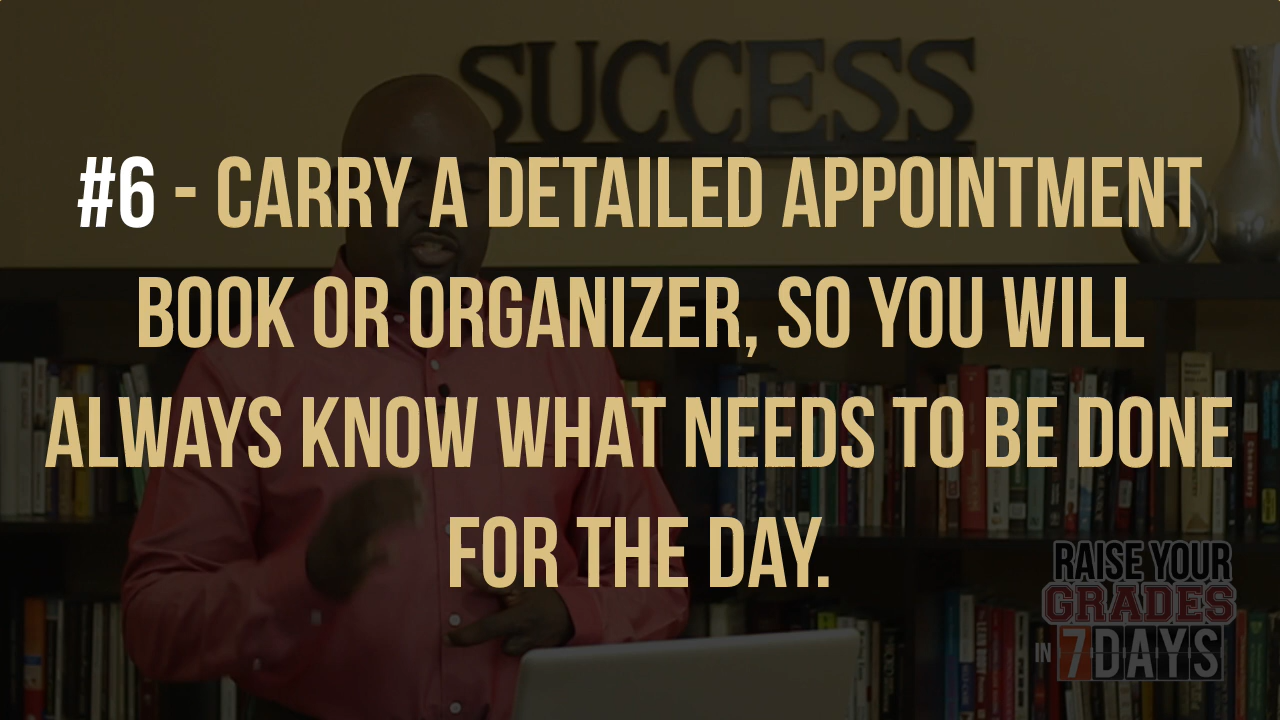 SUCCESS
#6 - CARRY A DETAILED APPOINTMENT
BOOK OR ORGANIZER, SO YOU WILL
ALWAYS KNOW WHAT NEEDS TO BE DONE
FOR THE DAY.
RAISE YOUR
GRADES
IN 7 DAYS